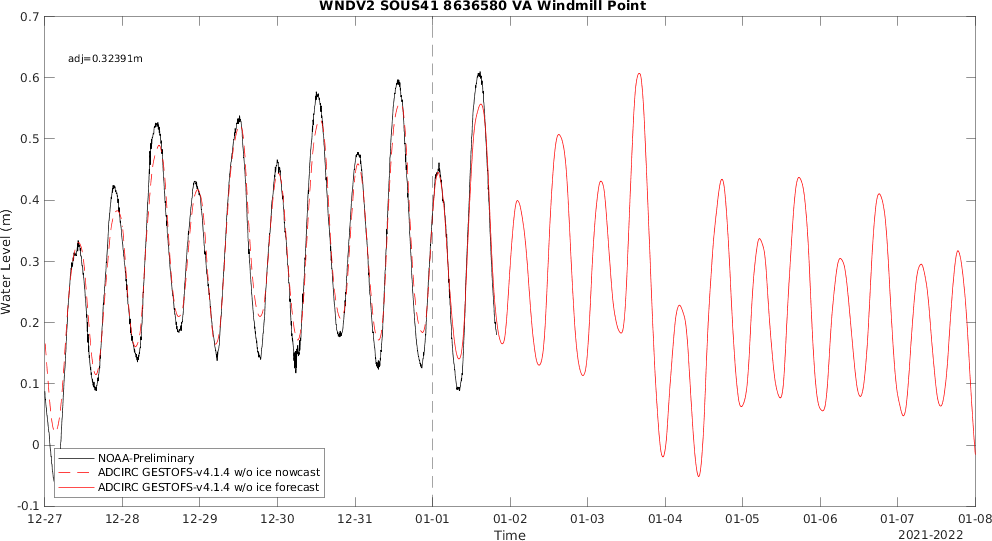 WNDV2 SOUS41 8636580 VA Windmill Point
adj=0.32391m
0.7
0.6
0.5
0.4
0.3
0.2
0.1
0
-0.1
Water Level (m)
NOAA-Preliminary
ADCIRC GESTOFS-v4.1.4 w/o ice nowcast
ADCIRC GESTOFS-v4.1.4 w/o ice forecast
12-27 12-28 12-29 12-30 12-31 01-01 01-02 01-03 01-04 01-05 01-06 01-07 01-08
Time
2021-2022